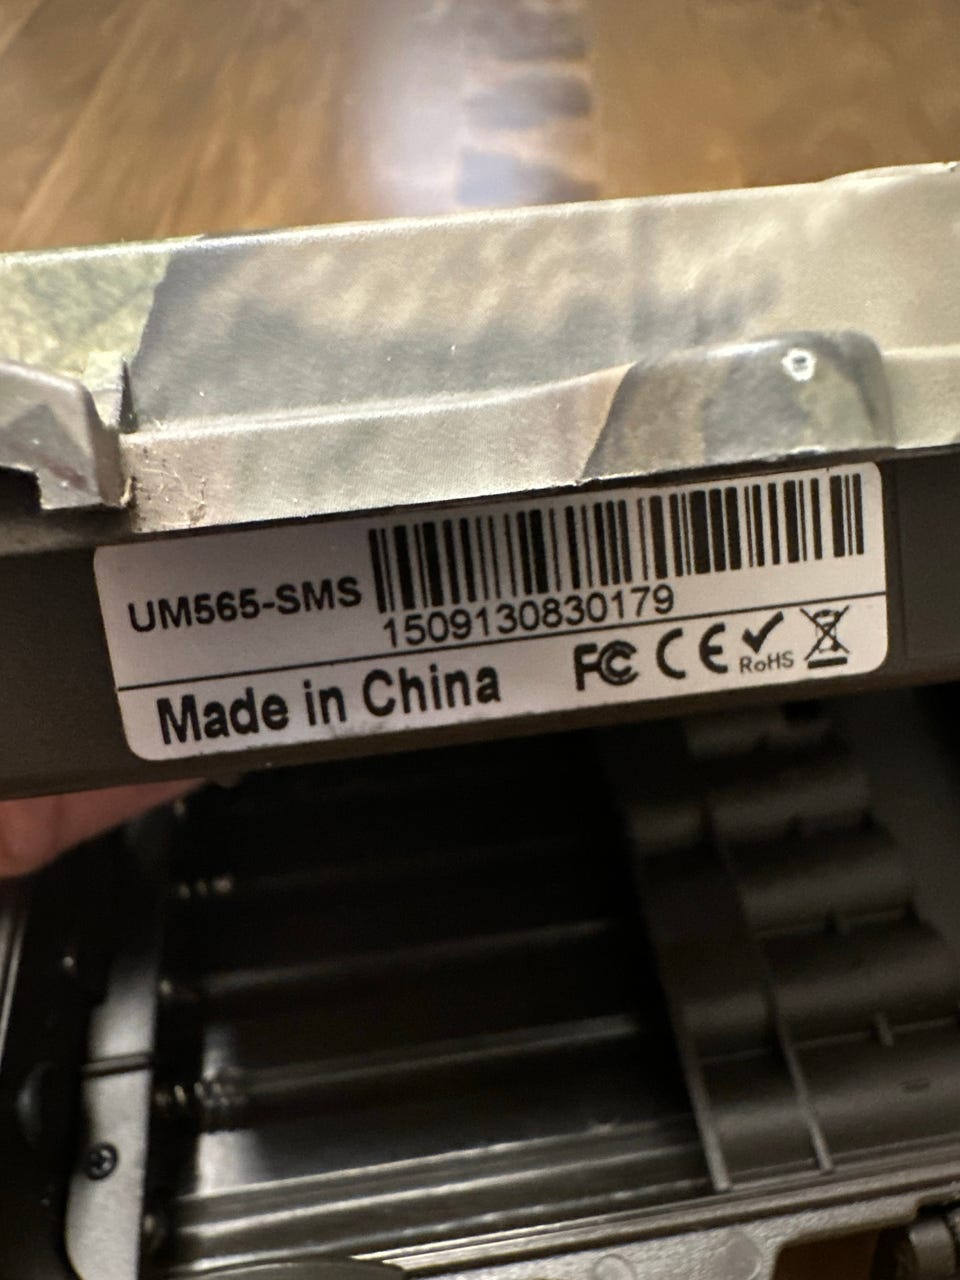 UM565-SMS
1509130830179
Made in China
FC CE RoHS